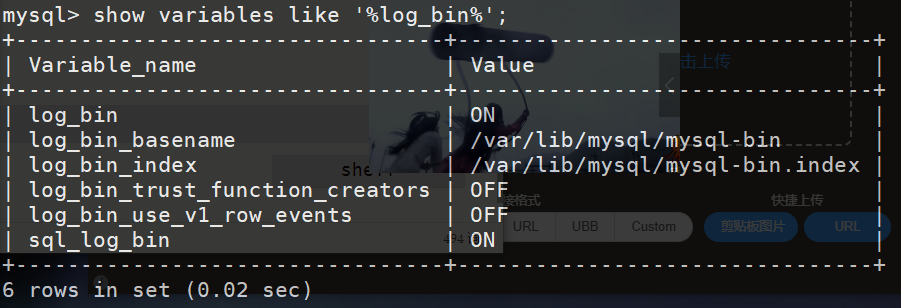 mysql> show variables like '%log_bin%';
+---------------------------------+--------------------------------+
| Variable_name                   | Value                          |
+---------------------------------+--------------------------------+
| log_bin                         | ON                             |
| log_bin_basename                | /var/lib/mysql/mysql-bin       |
| log_bin_index                   | /var/lib/mysql/mysql-bin.index |
| log_bin_trust_function_creators | OFF                            |
| log_bin_use_v1_row_events       | OFF                            |
| sql_log_bin                     | ON                             |
+---------------------------------+--------------------------------+
6 rows in set (0.02 sec)
击上传
接格式
快捷上传
URL
UBB
Custom
剪贴板图片
URL